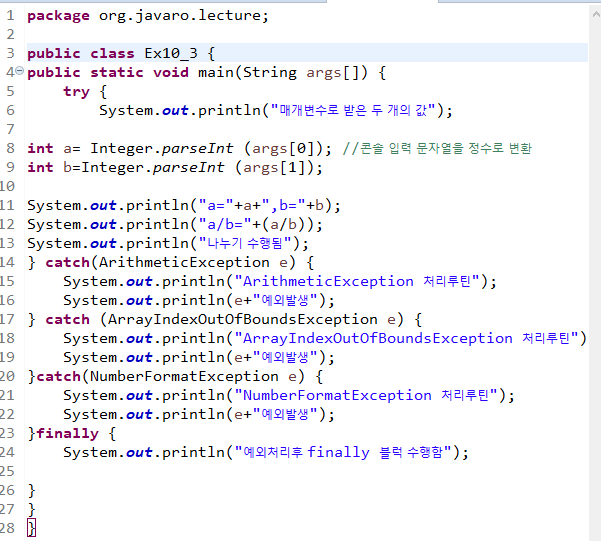 1 package org.javaro.lecture;
2
3 public class Ex10_3 {
4 public static void main(String args[]) {
5     try {
6         System.out.println("매개변수로 받은 두 개의 값");
7
8 int a= Integer.parseInt (args[0]); //콘솔 입력 문자열을 정수로 변환
9 int b=Integer.parseInt (args[1]);
10
11 System.out.println("a="+a+",b="+b);
12 System.out.println("a/b="+(a/b));
13 System.out.println("나누기 수행됨");
14 } catch(ArithmeticException e) {
15     System.out.println("ArithmeticException 처리루틴");
16     System.out.println(e+"예외발생");
17 } catch (ArrayIndexOutOfBoundsException e) {
18     System.out.println("ArrayIndexOutOfBoundsException 처리루틴")
19     System.out.println(e+"예외발생");
20 }catch(NumberFormatException e) {
21     System.out.println("NumberFormatException 처리루틴");
22     System.out.println(e+"예외발생");
23 }finally {
24     System.out.println("예외처리후 finally 블럭 수행함");
25
26 }
27 }
28 }